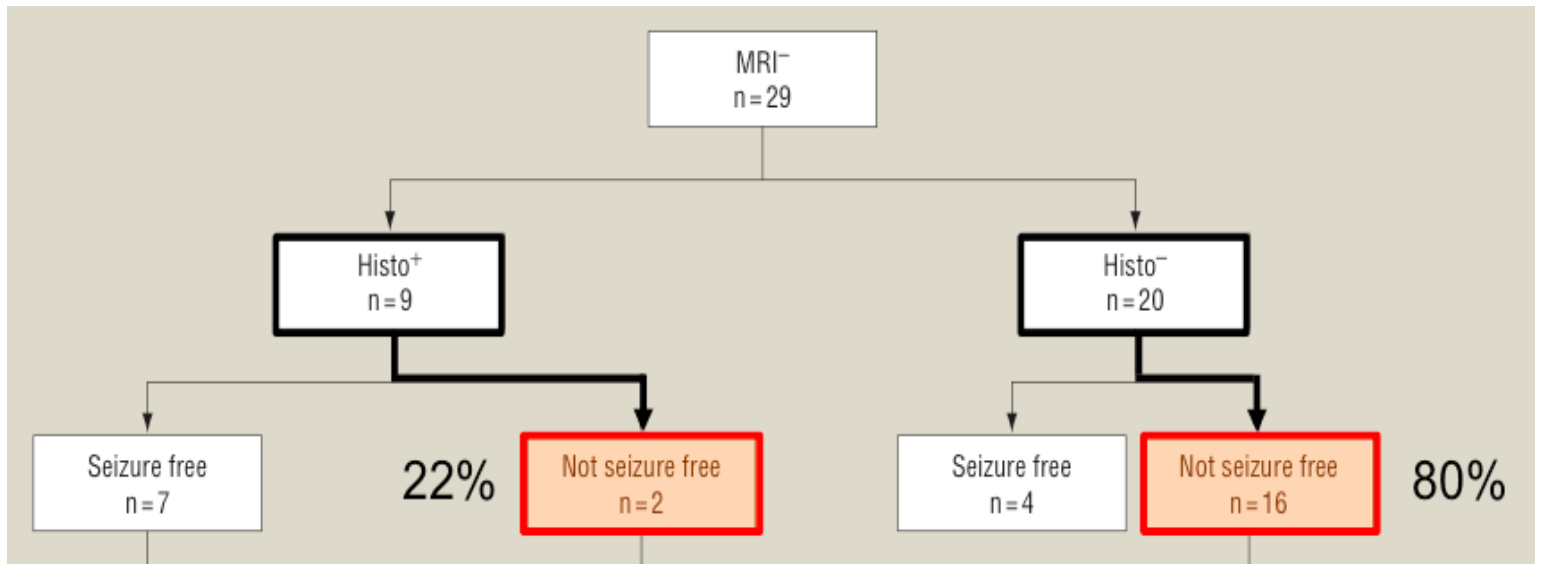 MRI⁻
n=29
Histo⁺
n=9
Histo⁻
n=20
Seizure free
n=7
22%
Not seizure free
n=2
Seizure free
n=4
Not seizure free
n=16
80%